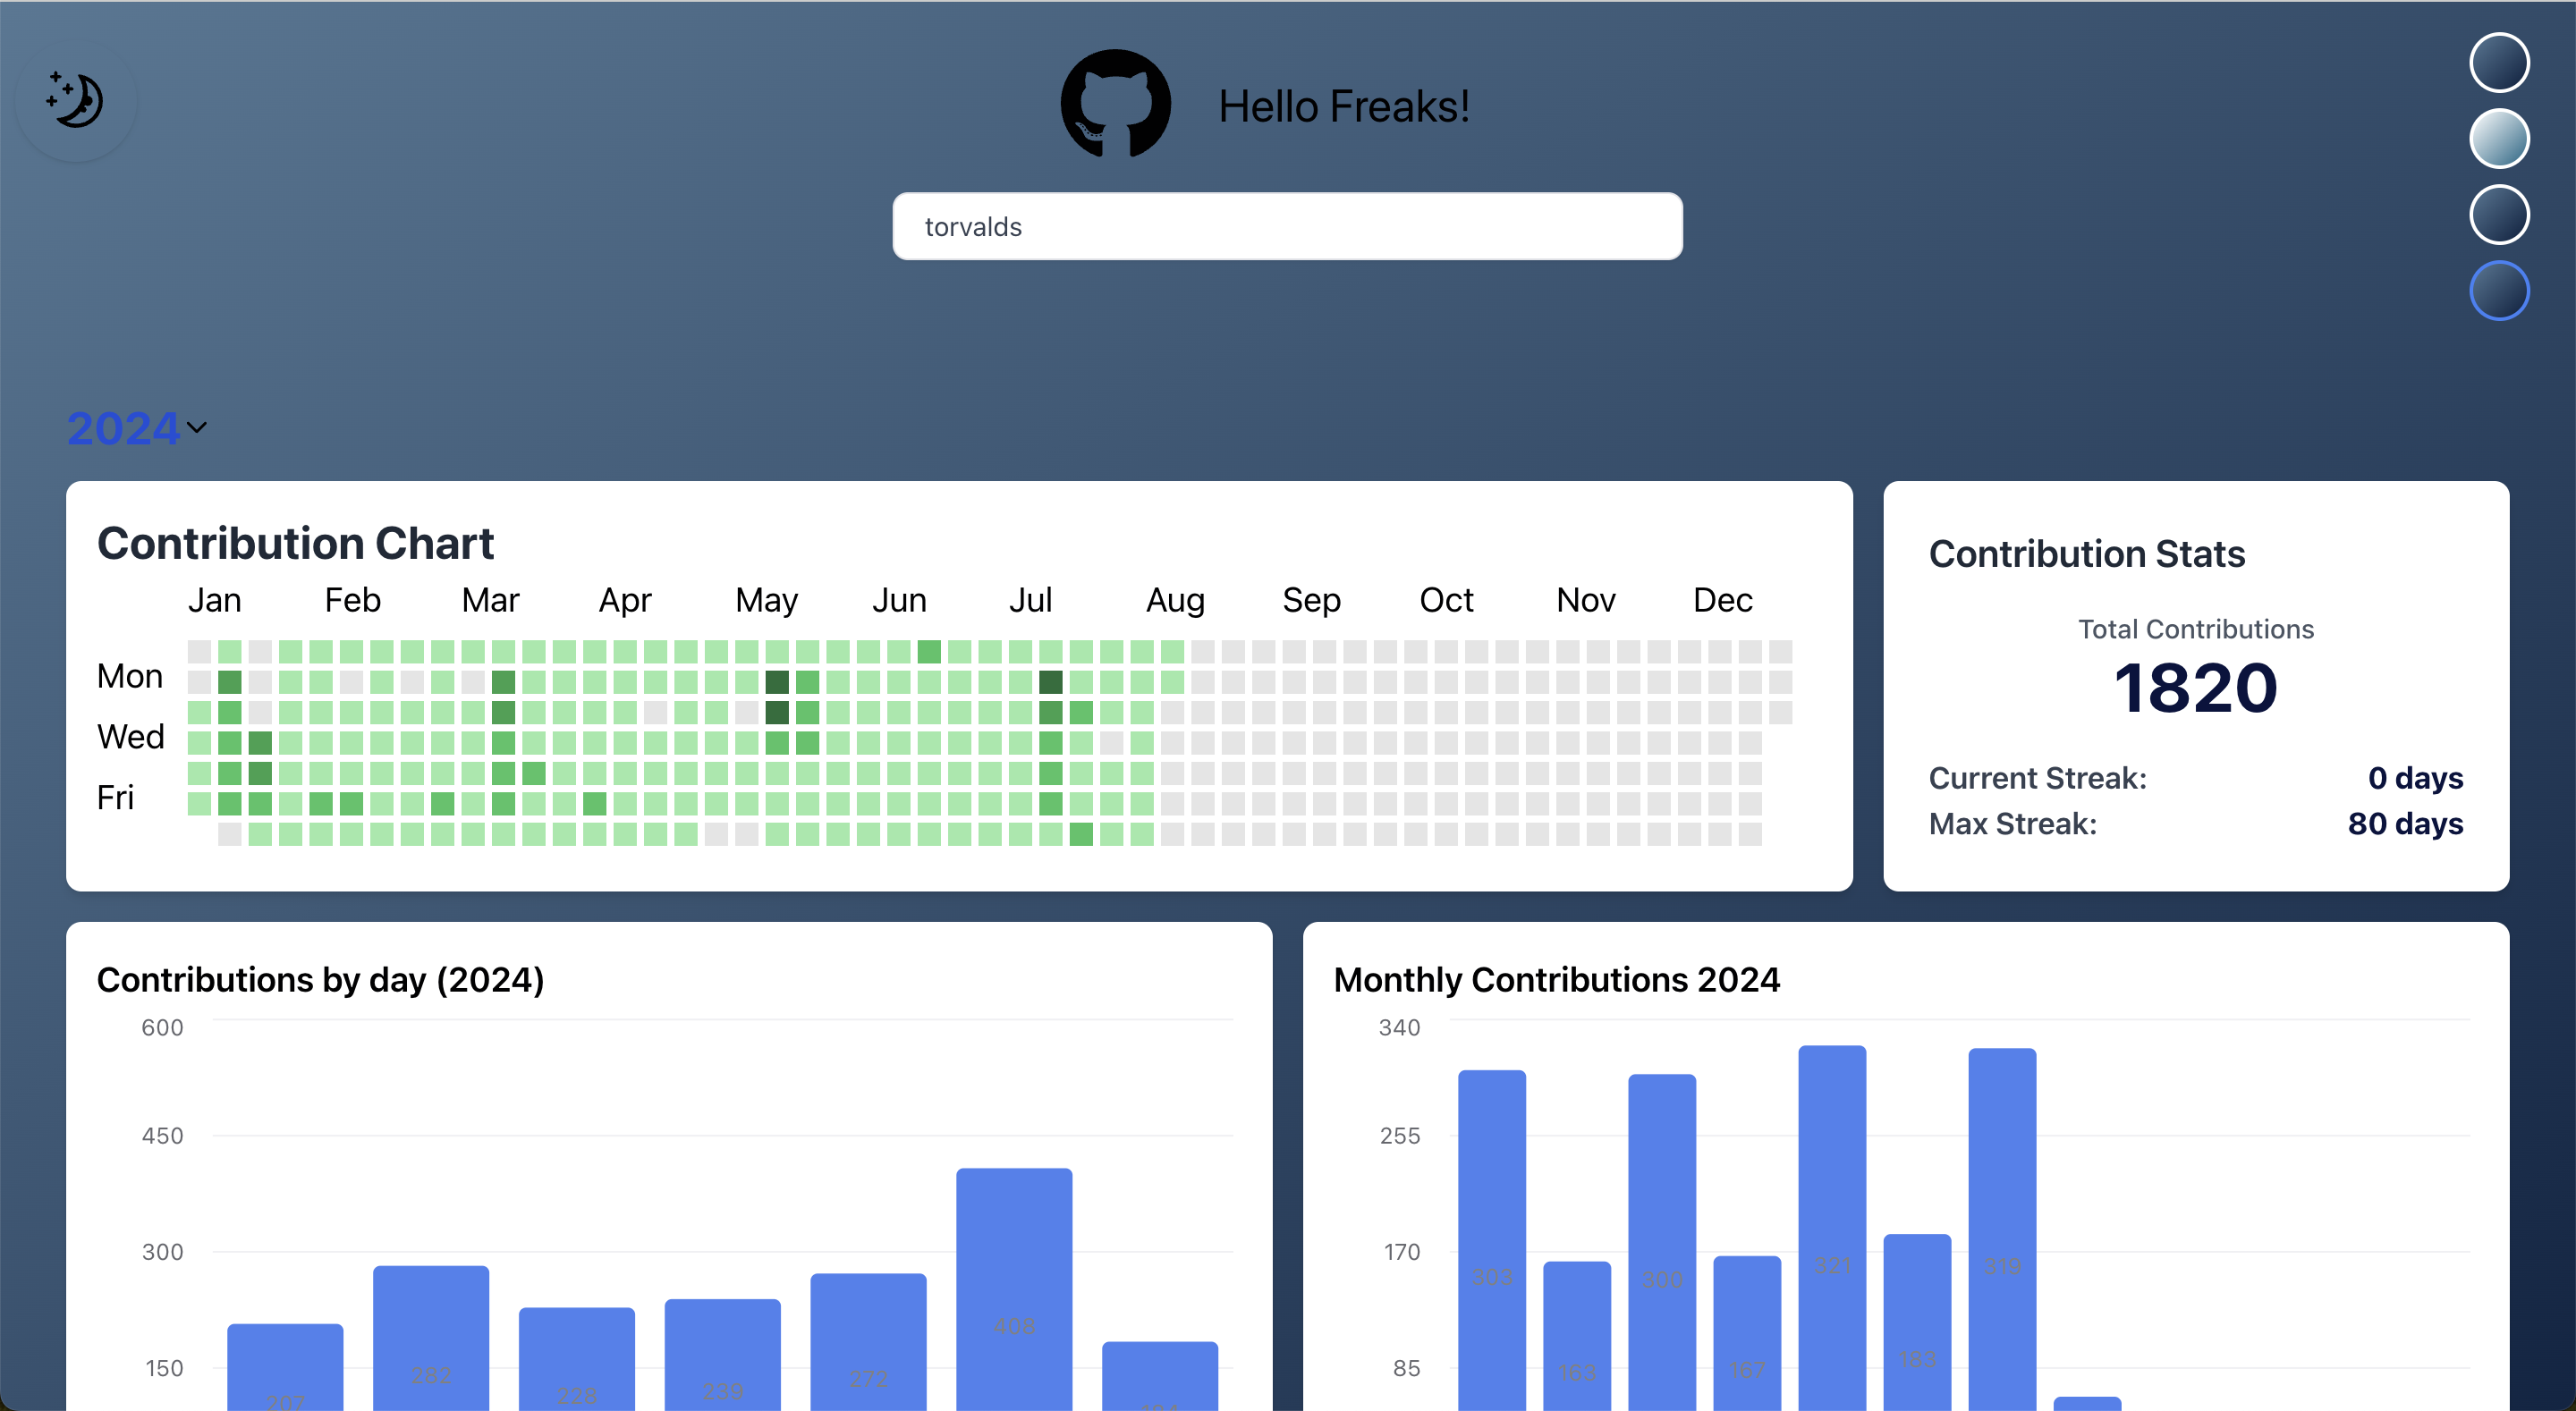 Hello Freaks!
torvalds
2024
Contribution Chart
Jan Feb Mar Apr May Jun Jul Aug Sep Oct Nov Dec
Mon
Wed
Fri
Contribution Stats
Total Contributions
1820
Current Streak: 0 days
Max Streak: 80 days
Contributions by day (2024)
600
450
300
150
207 282 228 239 272 408
Monthly Contributions 2024
340
255
170
85
303 163 300 167 321 183 319